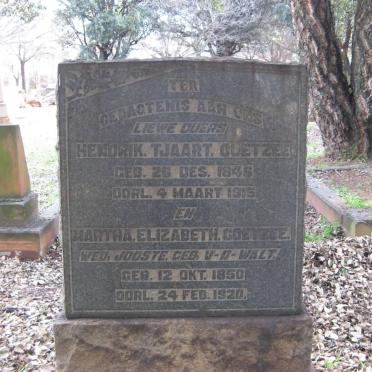 TER
GEDAGTENIS AAN ONS
LIEWE OUERS
HENDRIK. TJAART. COETZEE.
GEB. 28 DES. 1846
OORL. 4 MAART 1915
EN
MARTHA. ELIZABETH. COETZEE.
WED. JOOSTE. GEB. V-D-WALT.
GEB. 12 OKT. 1850
OORL. 24 FEB. 1920.